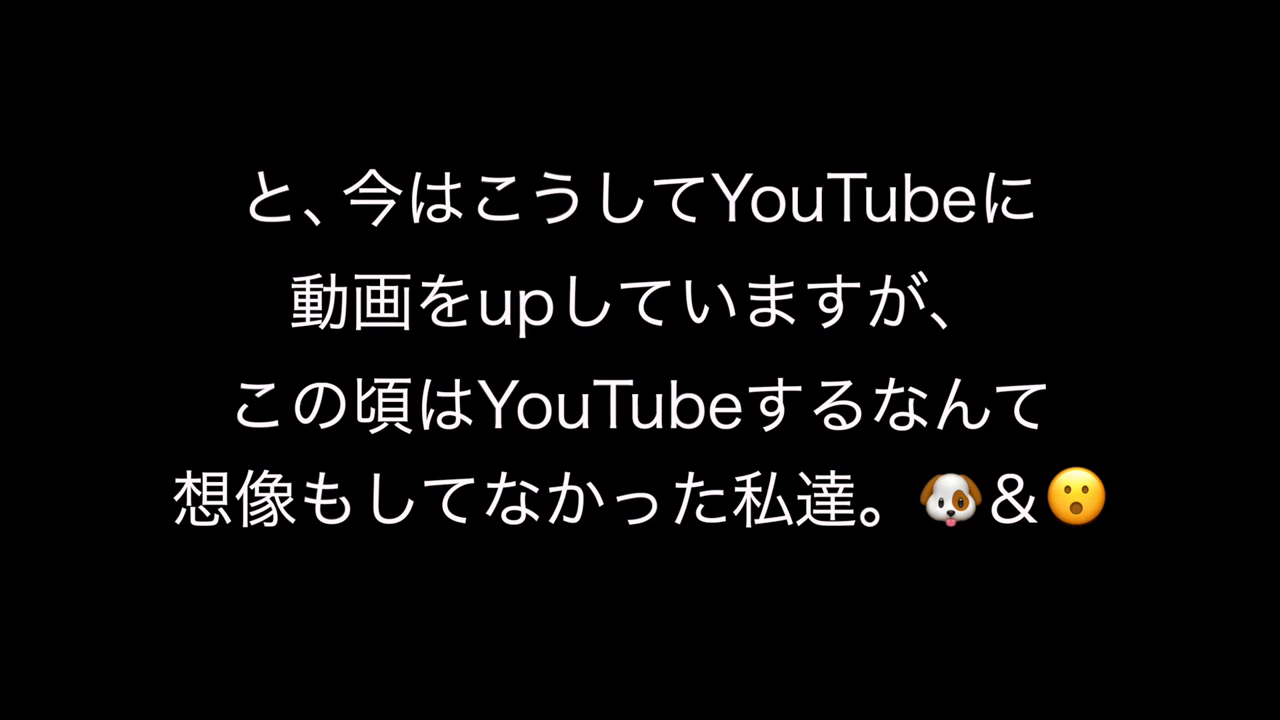 と、今はこうしてYouTubeに
動画をupしていますが、
この頃はYouTubeするなんて
想像もしてなかった私達。🐶&😮